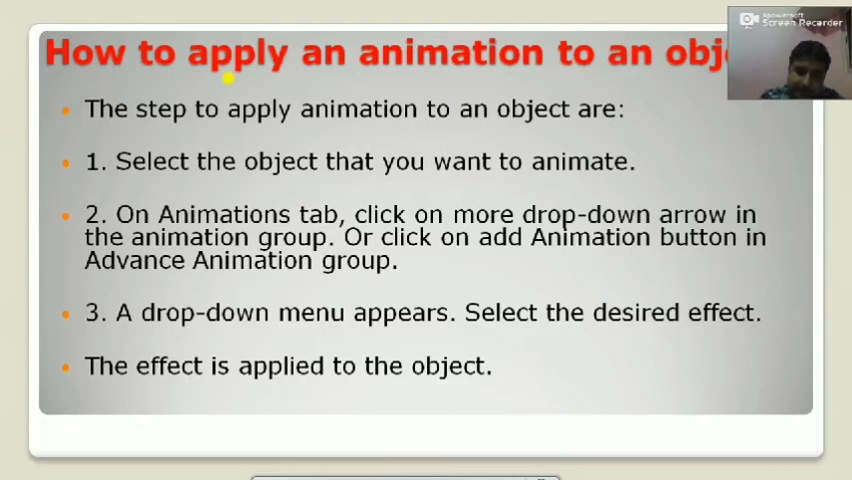 How to apply an animation to an obj
Apowersoft
Screen Recorder
The step to apply animation to an object are:
1. Select the object that you want to animate.
2. On Animations tab, click on more drop-down arrow in
the animation group. Or click on add Animation button in
Advance Animation group.
3. A drop-down menu appears. Select the desired effect.
The effect is applied to the object.